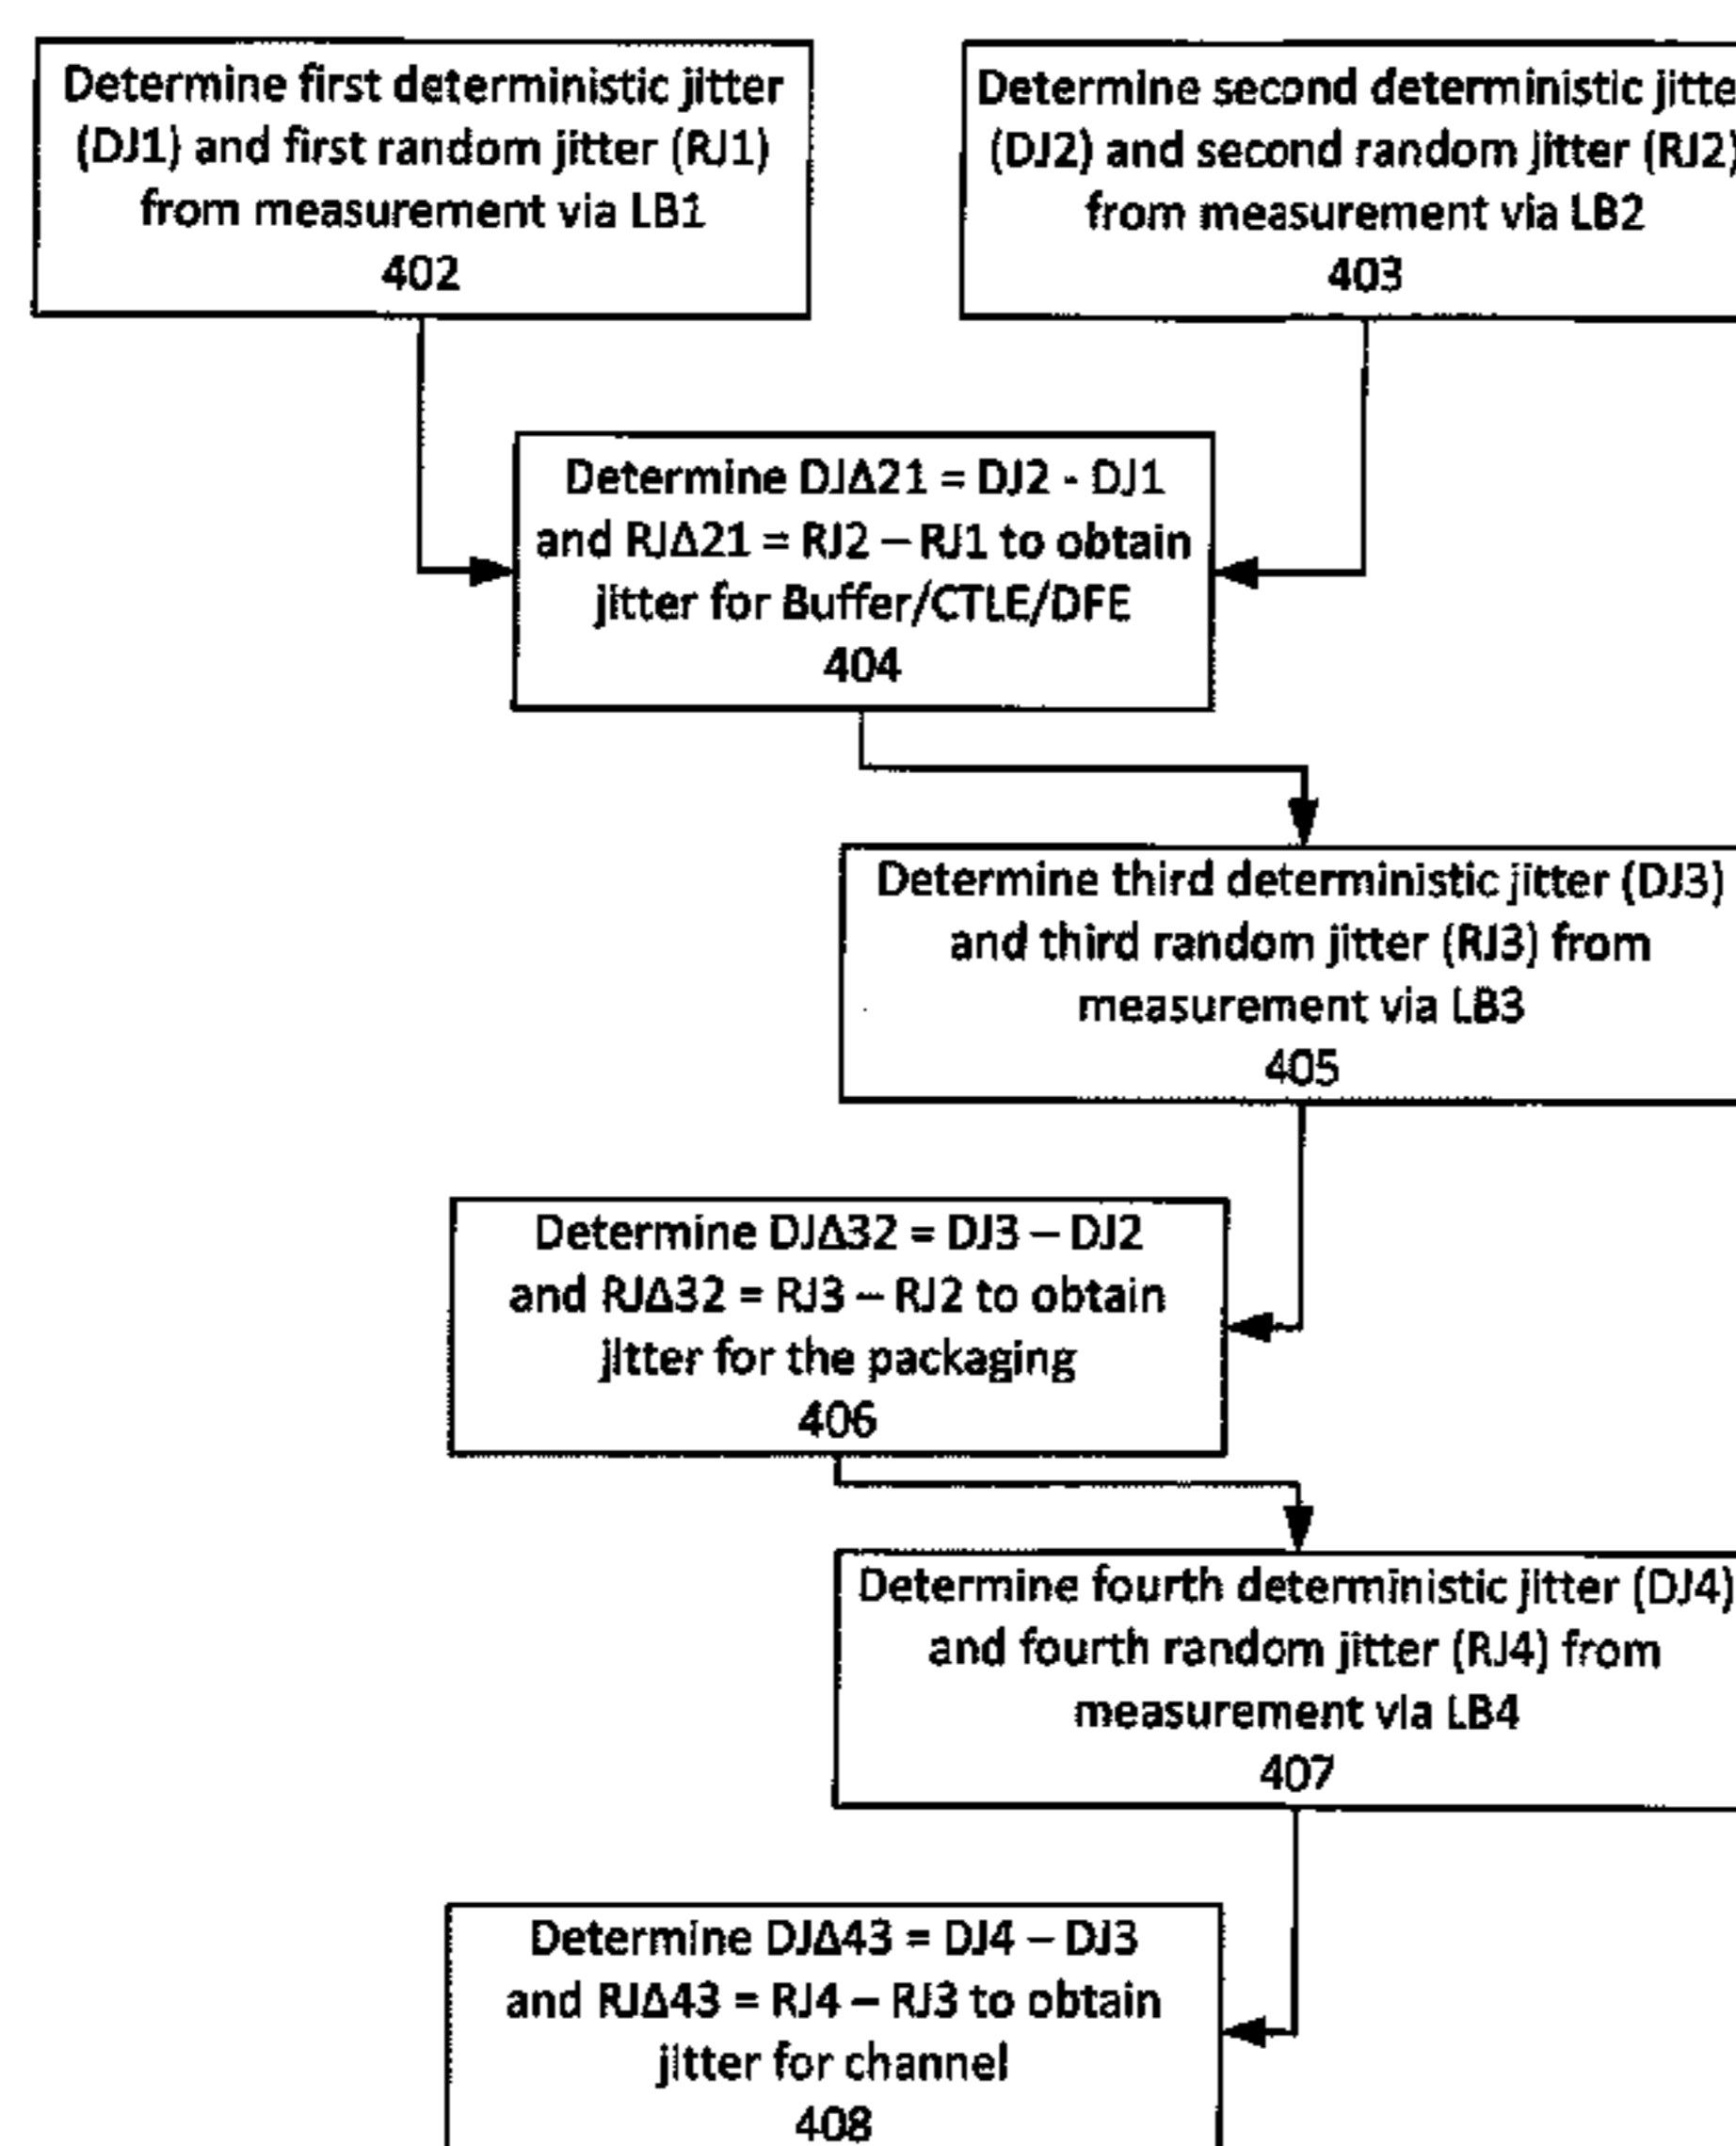 Determine first deterministic jitter
(DJ1) and first random jitter (RJ1)
from measurement via LB1
402
Determine second deterministic jitte
(DJ2) and second random jitter (RJ2)
from measurement via LB2
403
Determine DJΔ21 = DJ2 - DJ1
and RJΔ21 = RJ2 – RJ1 to obtain
jitter for Buffer/CTLE/DFE
404
Determine third deterministic jitter (DJ3)
and third random jitter (RJ3) from
measurement via LB3
405
Determine DJΔ32 = DJ3 – DJ2
and RJΔ32 = RJ3 – RJ2 to obtain
jitter for the packaging
406
Determine fourth deterministic jitter (DJ4)
and fourth random jitter (RJ4) from
measurement via LB4
407
Determine DJΔ43 = DJ4 – DJ3
and RJΔ43 = RJ4 – RJ3 to obtain
jitter for channel
408